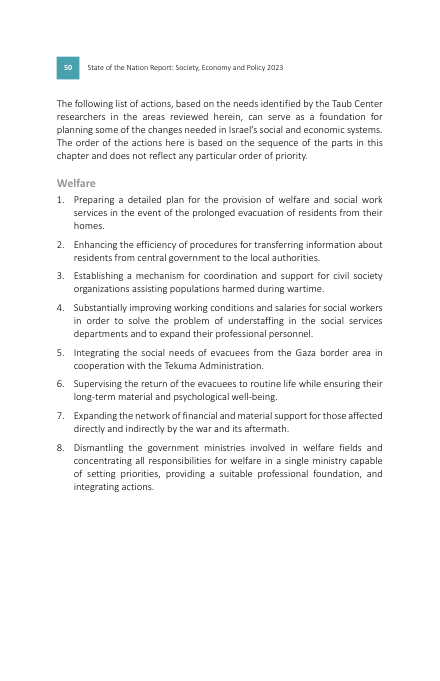 50
State of the Nation Report: Society, Economy and Policy 2023
The following list of actions, based on the needs identified by the Taub Center
researchers in the areas reviewed herein, can serve as a foundation for
planning some of the changes needed in Israel's social and economic systems.
The order of the actions here is based on the sequence of the parts in this
chapter and does not reflect any particular order of priority.
Welfare
1. Preparing a detailed plan for the provision of welfare and social work
services in the event of the prolonged evacuation of residents from their
homes.
2. Enhancing the efficiency of procedures for transferring information about
residents from central government to the local authorities.
3. Establishing a mechanism for coordination and support for civil society
organizations assisting populations harmed during wartime.
4. Substantially improving working conditions and salaries for social workers
in order to solve the problem of understaffing in the social services
departments and to expand their professional personnel.
5. Integrating the social needs of evacuees from the Gaza border area in
cooperation with the Tekuma Administration.
6. Supervising the return of the evacuees to routine life while ensuring their
long-term material and psychological well-being.
7. Expanding the network of financial and material support for those affected
directly and indirectly by the war and its aftermath.
8. Dismantling the government ministries involved in welfare fields and
concentrating all responsibilities for welfare in a single ministry capable
of setting priorities, providing a suitable professional foundation, and
integrating actions.